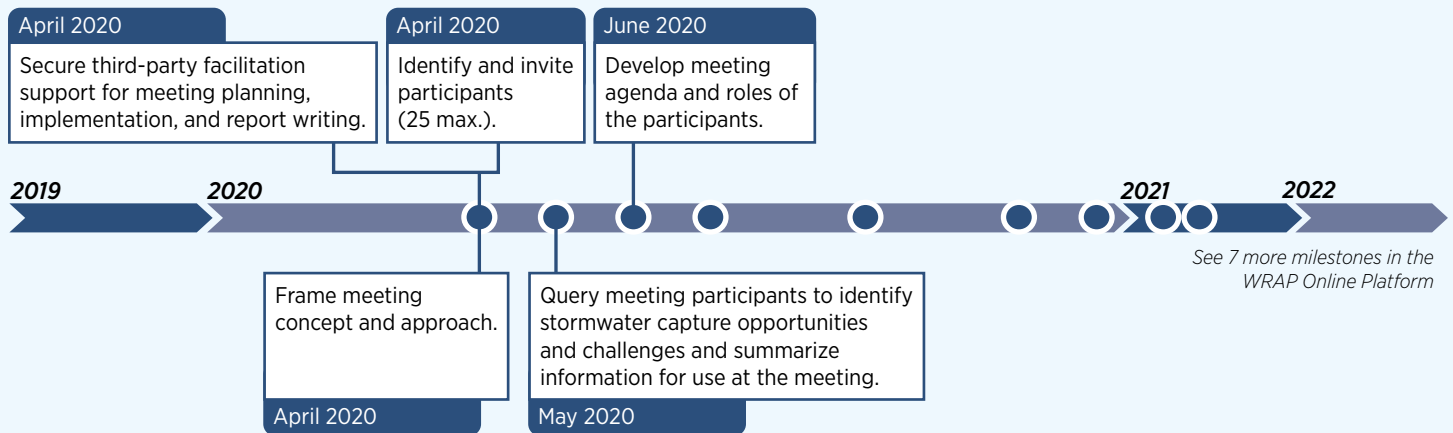 April 2020
Secure third-party facilitation
support for meeting planning,
implementation, and report writing.
April 2020
Identify and invite
participants
(25 max.).
June 2020
Develop meeting
agenda and roles of
the participants.
2019
2020
2021
2022
See 7 more milestones in the
WRAP Online Platform
Frame meeting
concept and approach.
April 2020
Query meeting participants to identify
stormwater capture opportunities
and challenges and summarize
information for use at the meeting.
May 2020